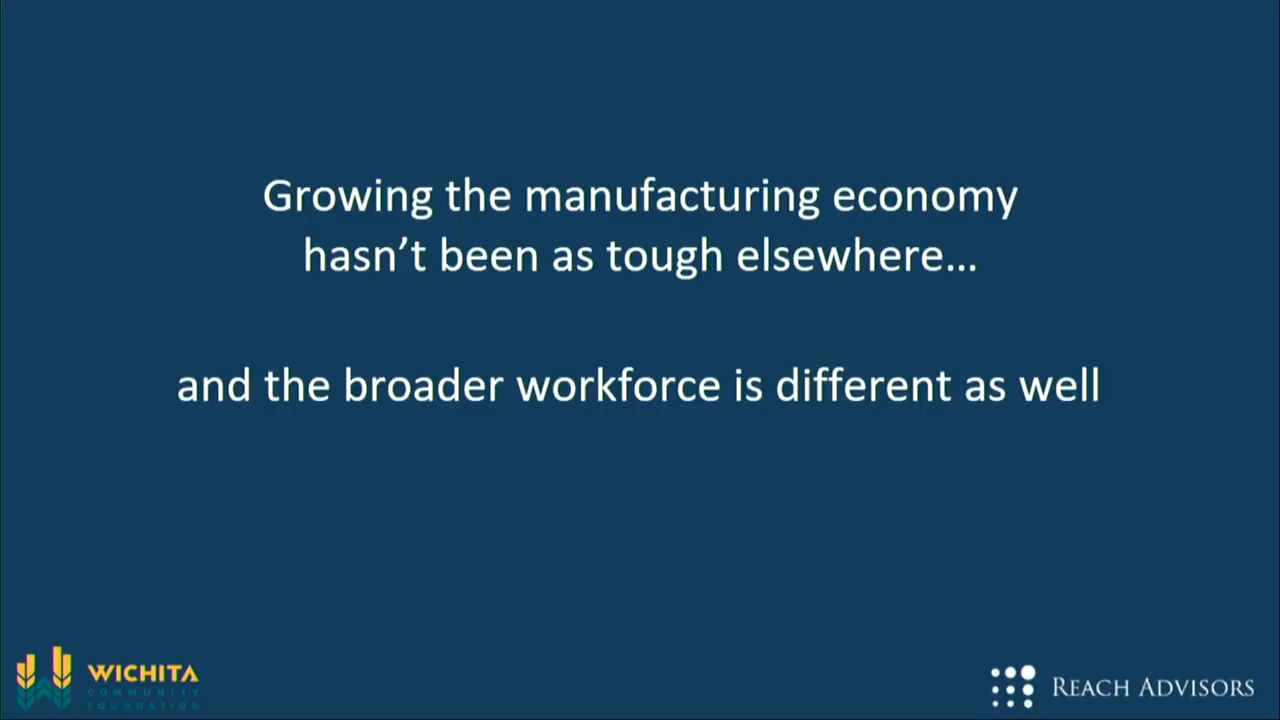 Growing the manufacturing economy
hasn’t been as tough elsewhere…
and the broader workforce is different as well
WICHITA
COMMUNITY
FOUNDATION
REACH ADVISORS